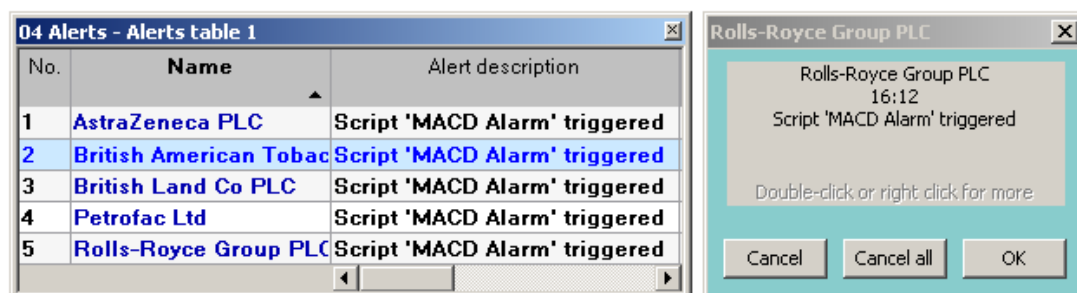 04 Alerts - Alerts table 1
No. Name Alert description
1 AstraZeneca PLC Script 'MACD Alarm' triggered
2 British American Tobac Script 'MACD Alarm' triggered
3 British Land Co PLC Script 'MACD Alarm' triggered
4 Petrofac Ltd Script 'MACD Alarm' triggered
5 Rolls-Royce Group PLC Script 'MACD Alarm' triggered
Rolls-Royce Group PLC
Rolls-Royce Group PLC
16:12
Script 'MACD Alarm' triggered
Double-click or right click for more
Cancel Cancel all OK